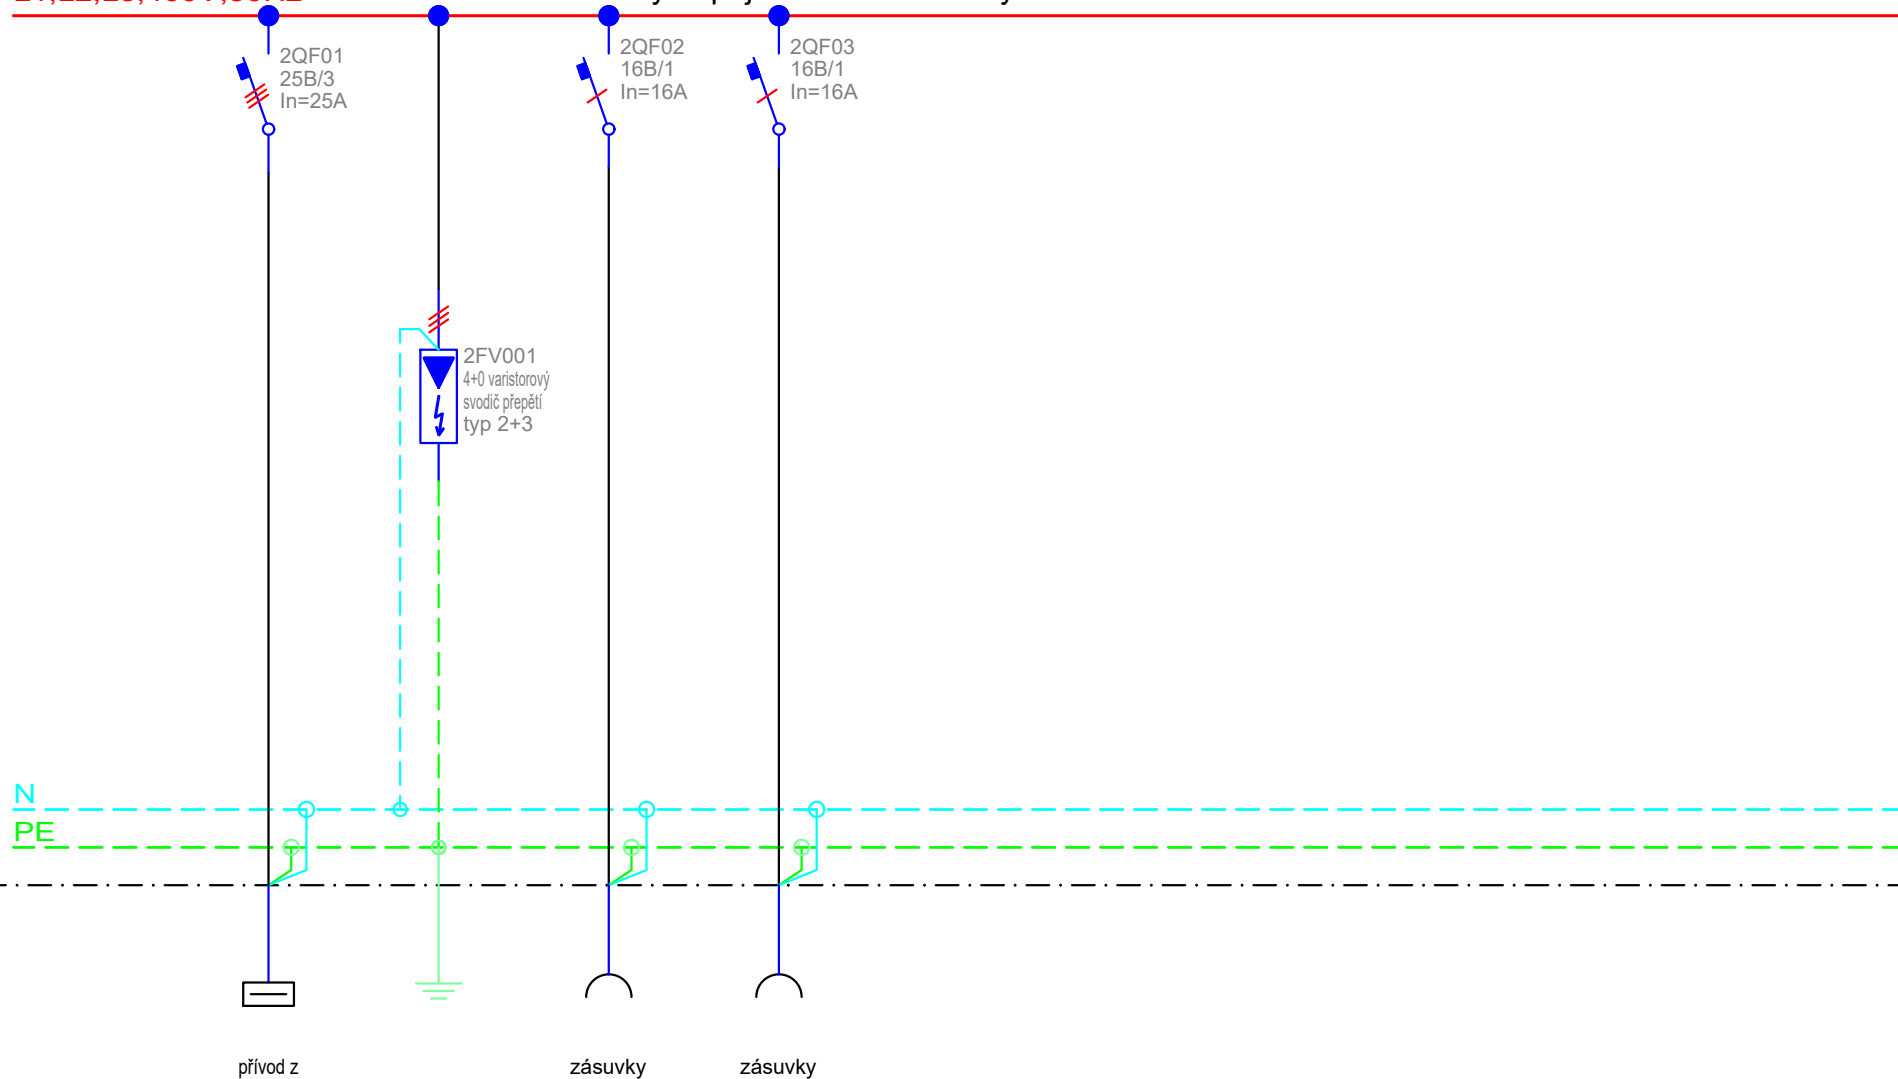 2QF01
25B/3
In=25A
2QF02
16B/1
In=16A
2QF03
16B/1
In=16A
2FV001
4+0 varistorový
svodič přepětí
typ 2+3
N
PE
přívod z
zásuvky
zásuvky